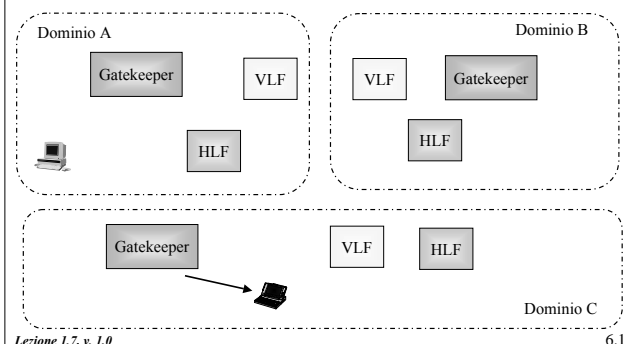 Dominio A
Dominio B
Gatekeeper
VLF
VLF
Gatekeeper
HLF
HLF
Gatekeeper
VLF
HLF
Dominio C
Lezione 1.7, v. 1.0
6.1